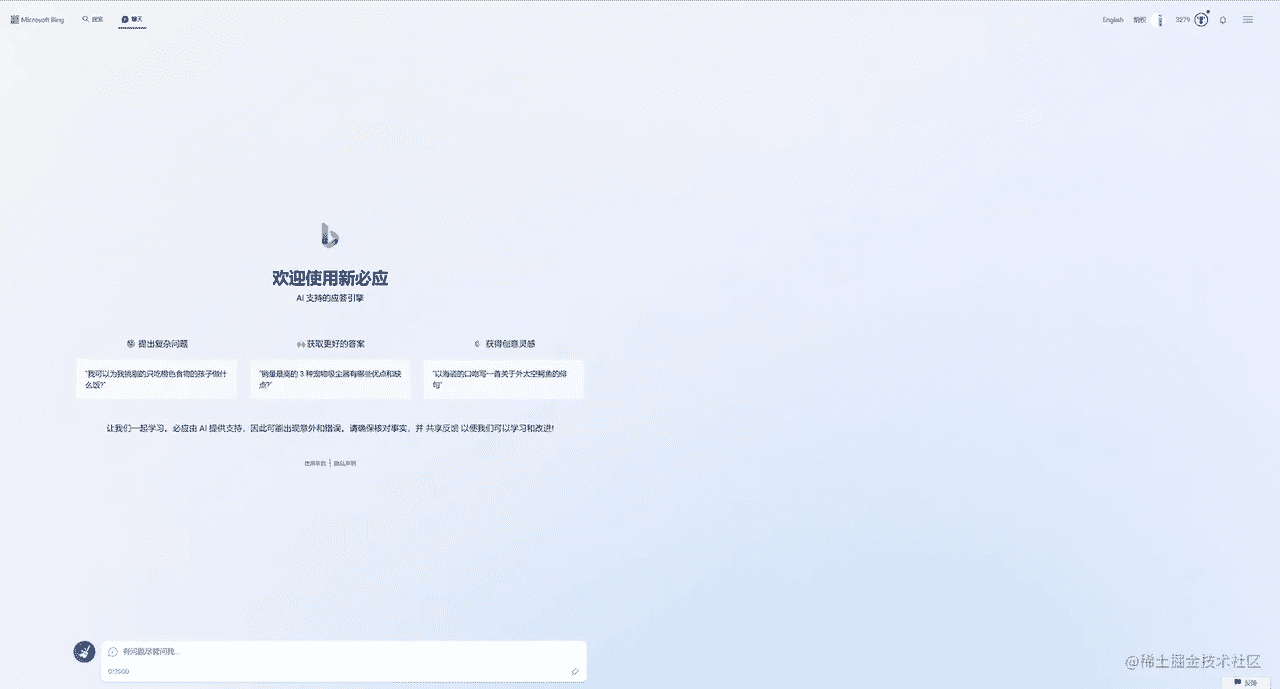 Microsoft Bing
搜索
聊天
English
3279
欢迎使用新必应
AI 支持的应答引擎
提出复杂问题
获取更好的答案
获得创意灵感
"我可以为我挑剔的只吃橙色食物的孩子做什
么饭?"
"销量最高的 3 种宠物吸尘器有哪些优点和缺
点?"
"以海盗的口吻写一首关于外太空鳄鱼的俳
句"
让我们一起学习。必应由 AI 提供支持，因此可能出现意外和错误。请确保核对事实，并 共享反馈 以便我们可以学习和改进!
使用条款
隐私声明
有问题尽管问我...
0/2000
@稀土掘金技术社区
反馈